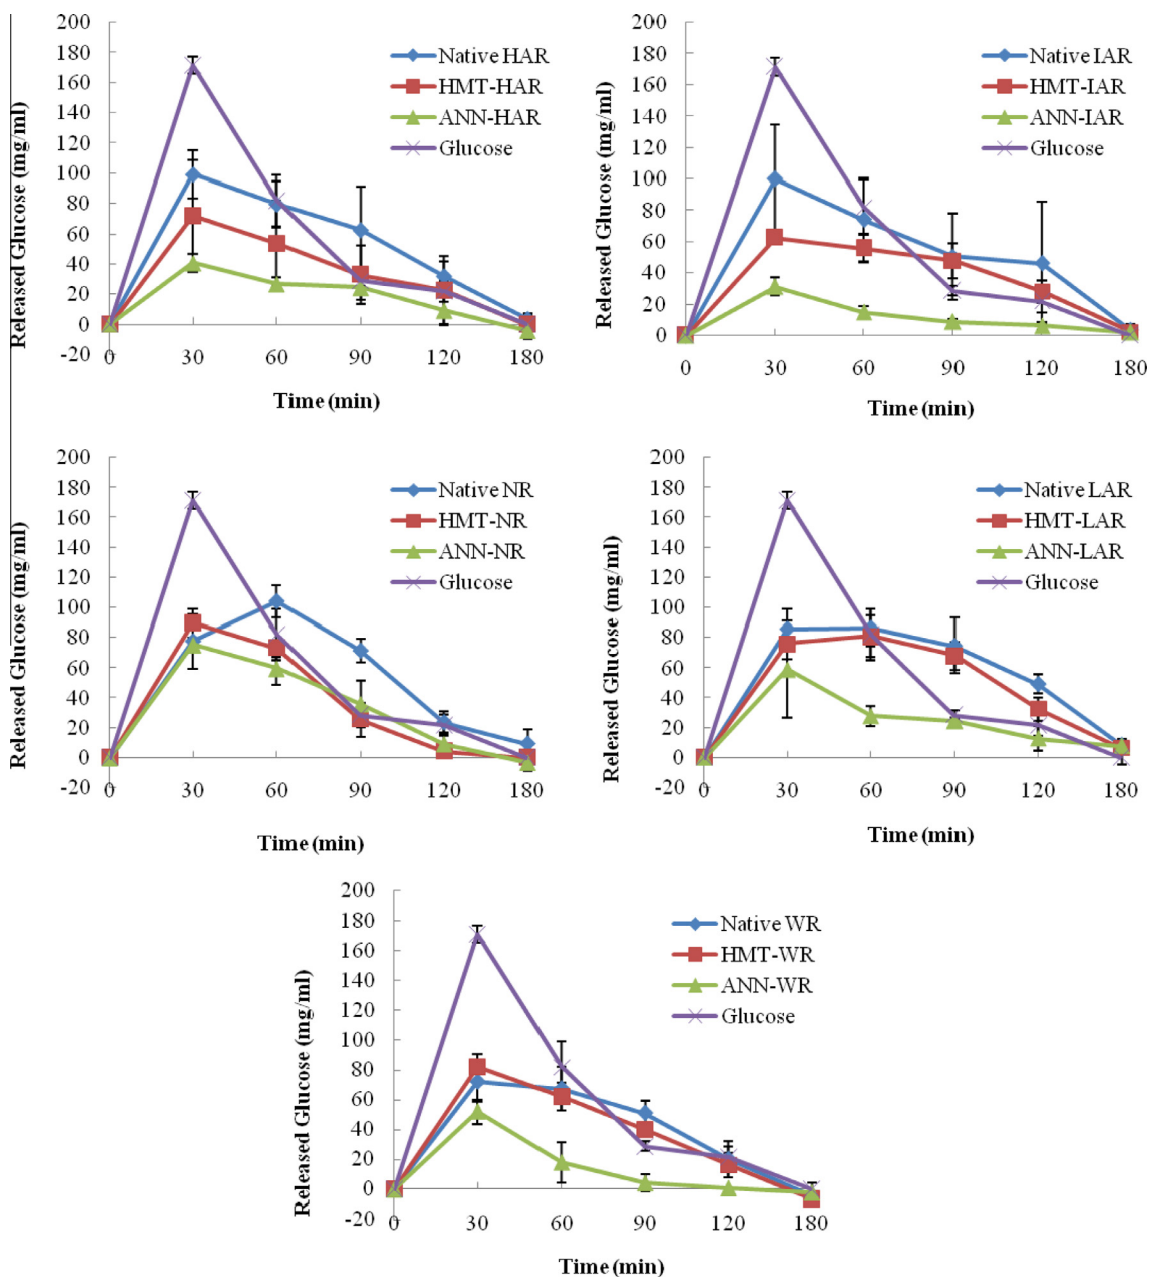 200
180
160
140
120
100
80
60
40
20
0
-20
Released Glucose (mg/ml)
Native HAR
HMT-HAR
ANN-HAR
Glucose
0 30 60 90 120 180
Time (min)
200
180
160
140
120
100
80
60
40
20
0
Released Glucose (mg/ml)
Native IAR
HMT-IAR
ANN-IAR
Glucose
0 30 60 90 120 180
Time (min)
200
180
160
140
120
100
80
60
40
20
0
-20
Released Glucose (mg/ml)
Native NR
HMT-NR
ANN-NR
Glucose
0 30 60 90 120 180
Time (min)
200
180
160
140
120
100
80
60
40
20
0
-20
Released Glucose (mg/ml)
Native LAR
HMT-LAR
ANN-LAR
Glucose
0 30 60 90 120 180
Time (min)
200
180
160
140
120
100
80
60
40
20
0
-20
Released Glucose (mg/ml)
Native WR
HMT-WR
ANN-WR
Glucose
0 30 60 90 120 180
Time (min)